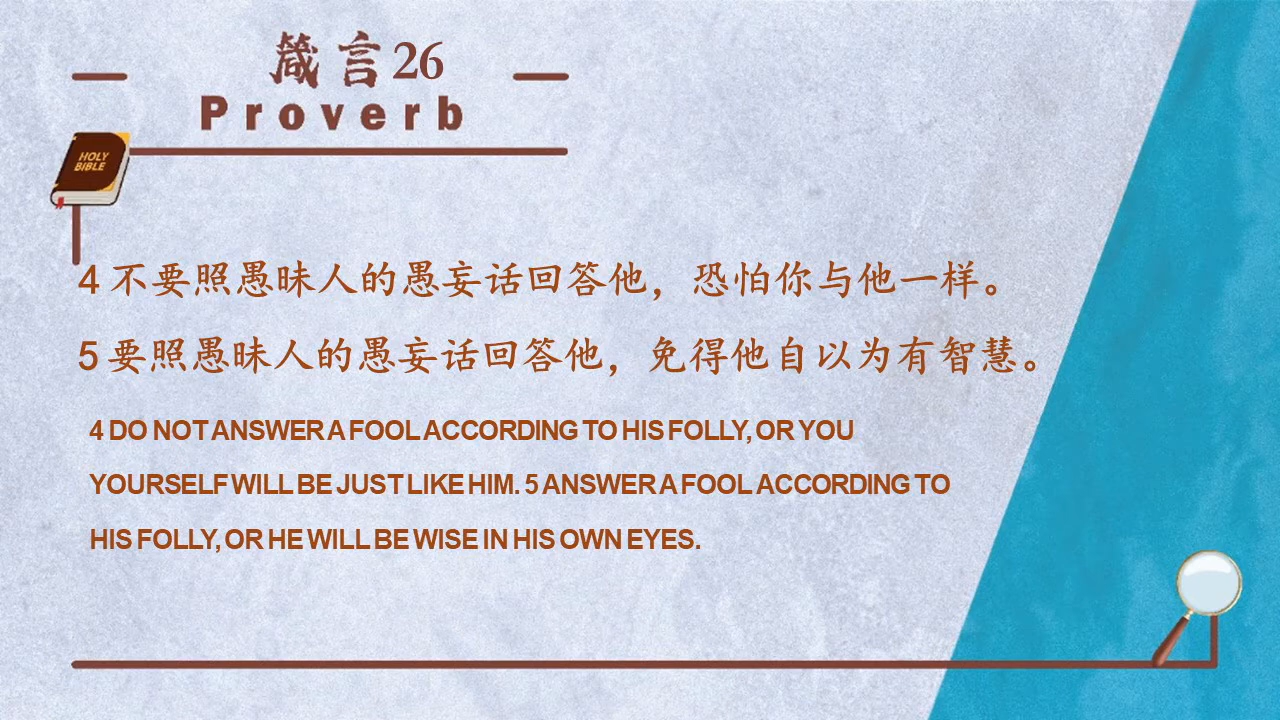 箴言26
Proverb
HOLY
BIBLE
4 不要照愚昧人的愚妄话回答他，恐怕你与他一样。
5 要照愚昧人的愚妄话回答他，免得他自以为有智慧。
4 DO NOT ANSWER A FOOL ACCORDING TO HIS FOLLY, OR YOU
YOURSELF WILL BE JUST LIKE HIM. 5 ANSWER A FOOL ACCORDING TO
HIS FOLLY, OR HE WILL BE WISE IN HIS OWN EYES.